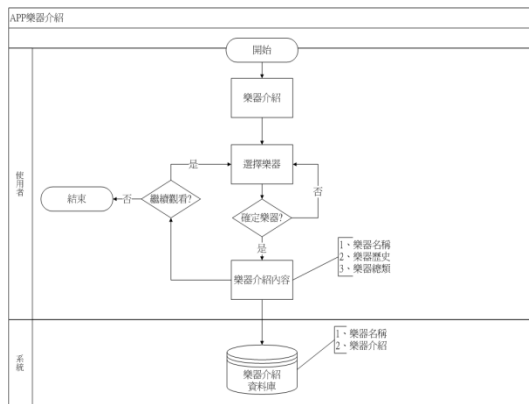 APP樂器介紹
開始
樂器介紹
使用者
是
選擇樂器
否
結束
否
繼續觀看?
確定樂器?
是
1、樂器名稱
2、樂器歷史
3、樂器總類
樂器介紹內容
系統
1、樂器名稱
2、樂器介紹
樂器介紹
資料庫